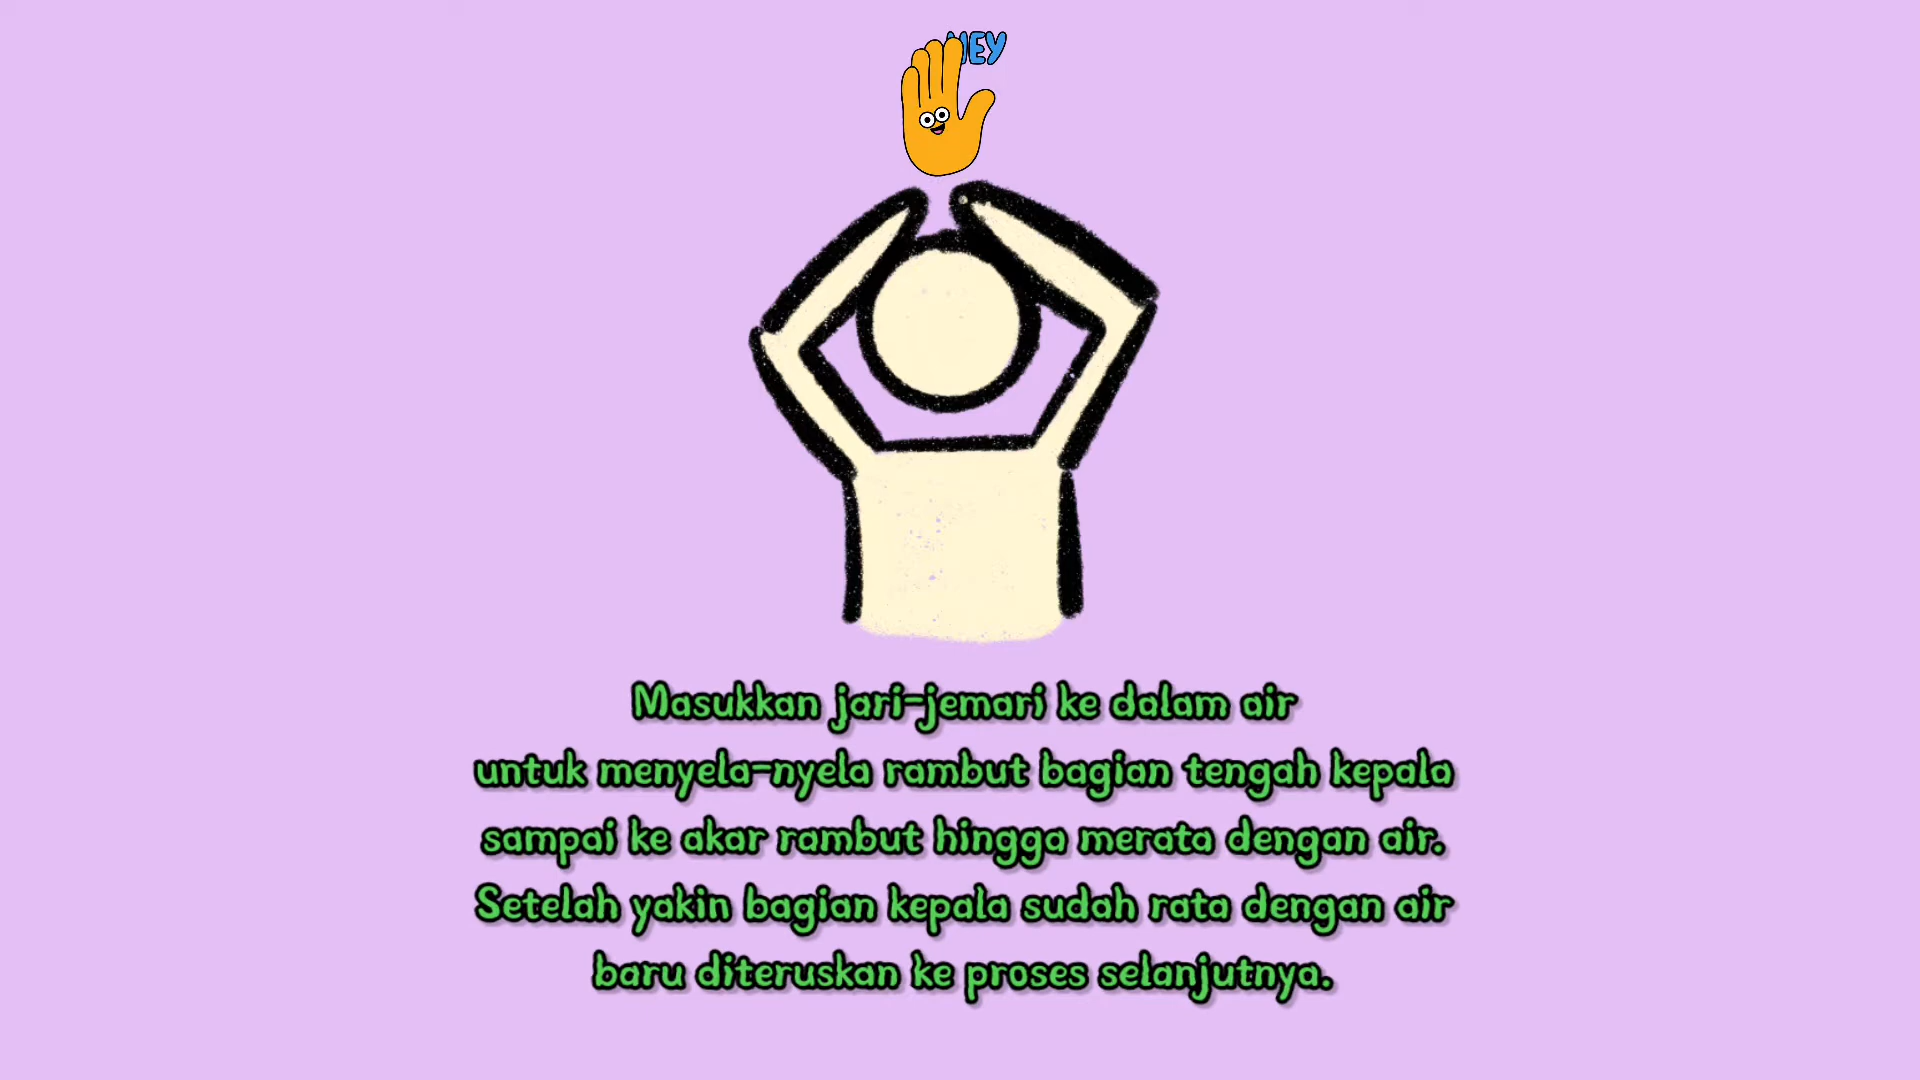 HEY
Masukkan jari-jemari ke dalam air
untuk menyela-nyela rambut bagian tengah kepala
sampai ke akar rambut hingga merata dengan air.
Setelah yakin bagian kepala sudah rata dengan air
baru diteruskan ke proses selanjutnya.